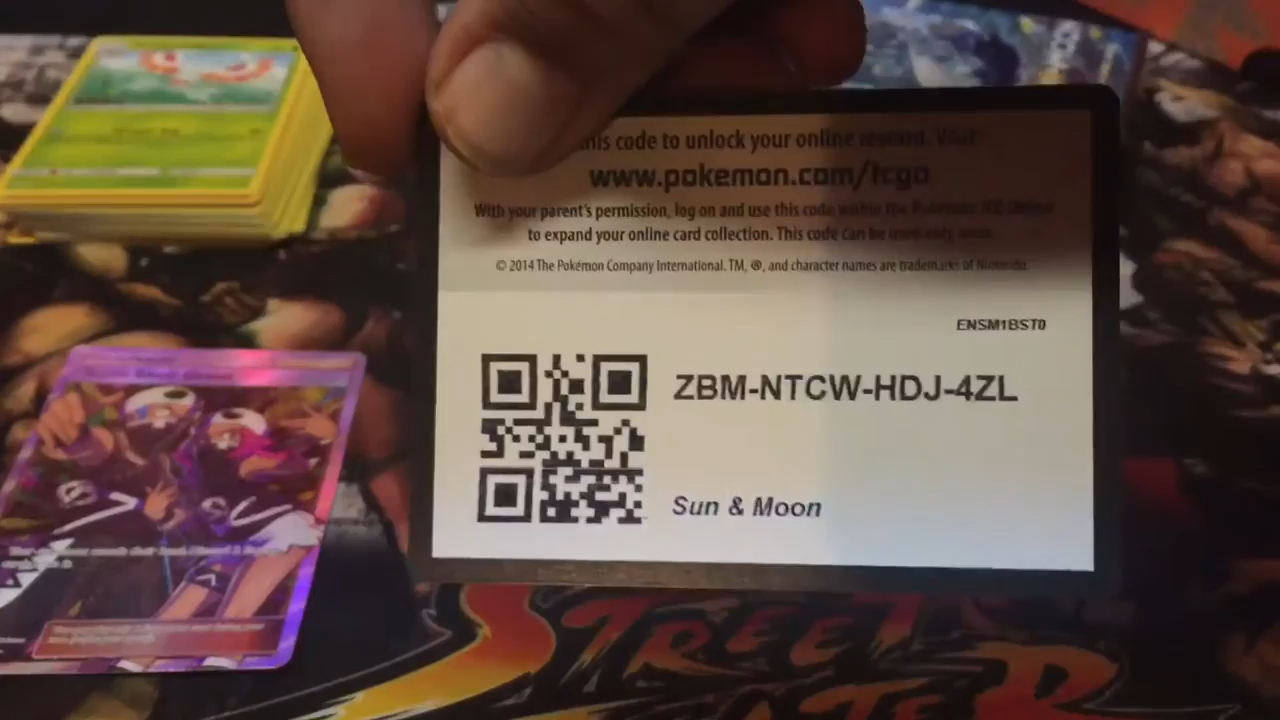 this code to unlock your online reward. Visit
www.pokemon.com/tcgo
With your parent's permission, log on and use this code within the
to expand your online card collection. This code can be used only once.
© 2014 The Pokémon Company International. TM, ®, and character names are trademarks of Nintendo.
ENSM1BST0
ZBM-NTCW-HDJ-4ZL
Sun & Moon
STREET